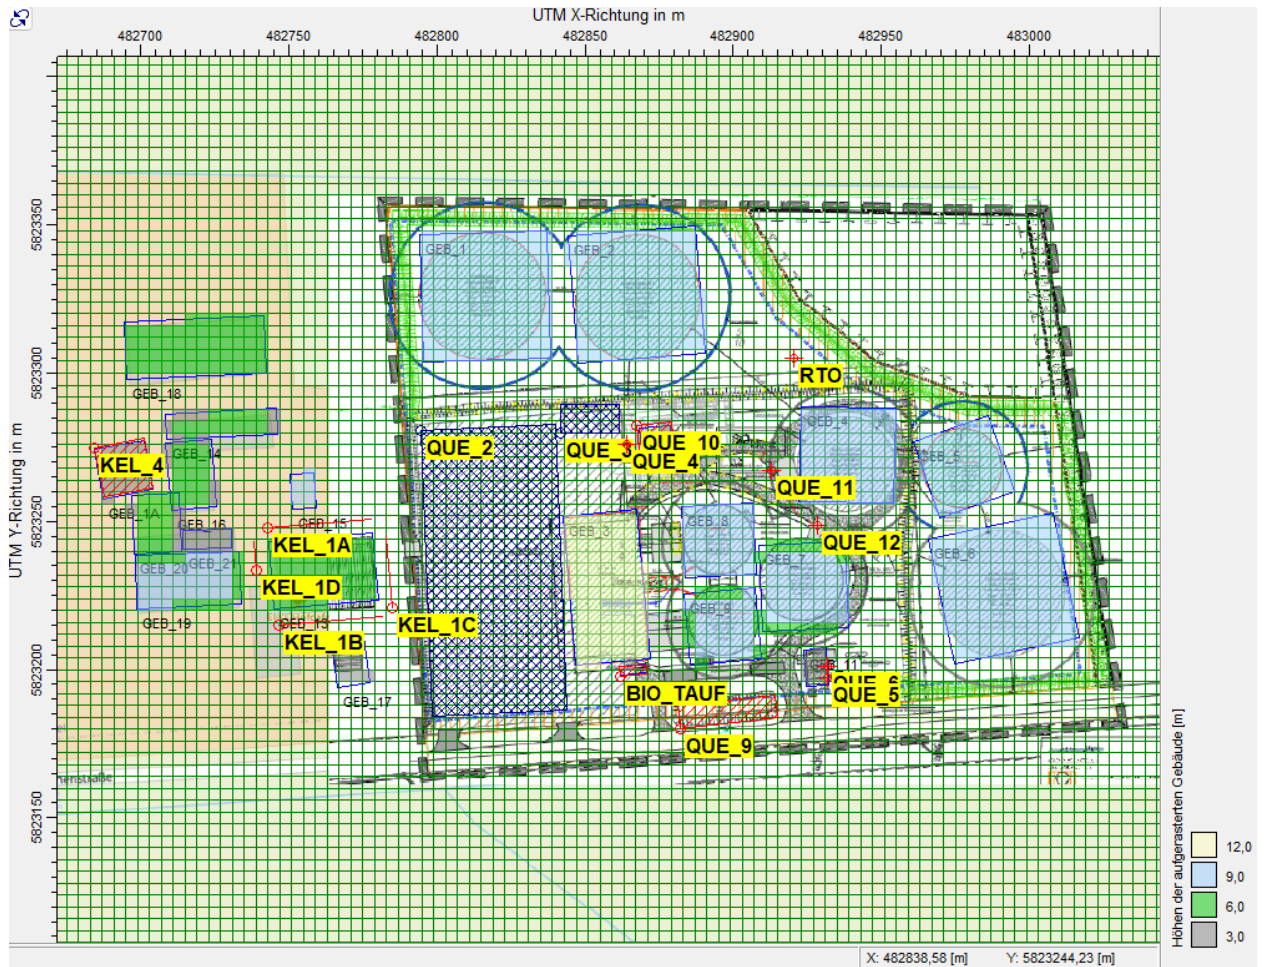 UTM X-Richtung in m
482700 482750 482800 482850 482900 482950 483000
UTM Y-Richtung in m
5823350
5823300
5823250
5823200
5823150
GEB_1
GEB_2
RTO
GEB_18
QUE_2
QUE_3
QUE_10
QUE_4
GEB_4
GEB_5
KEL_4
GEB_14
QUE_11
GEB_1A
GEB_16
GEB_15
GEB_3
GEB_8
QUE_12
KEL_1A
GEB_6
GEB_20
GEB_21
KEL_1D
GEB_7
GEB_9
GEB_19
GEB_13
KEL_1B
KEL_1C
GEB_17
BIO_TAUF
QUE_6
QUE_5
QUE_9
Höhen der aufgerasterten Gebäude [m]
12,0
9,0
6,0
3,0
X: 482838,58 [m] Y: 5823244,23 [m]